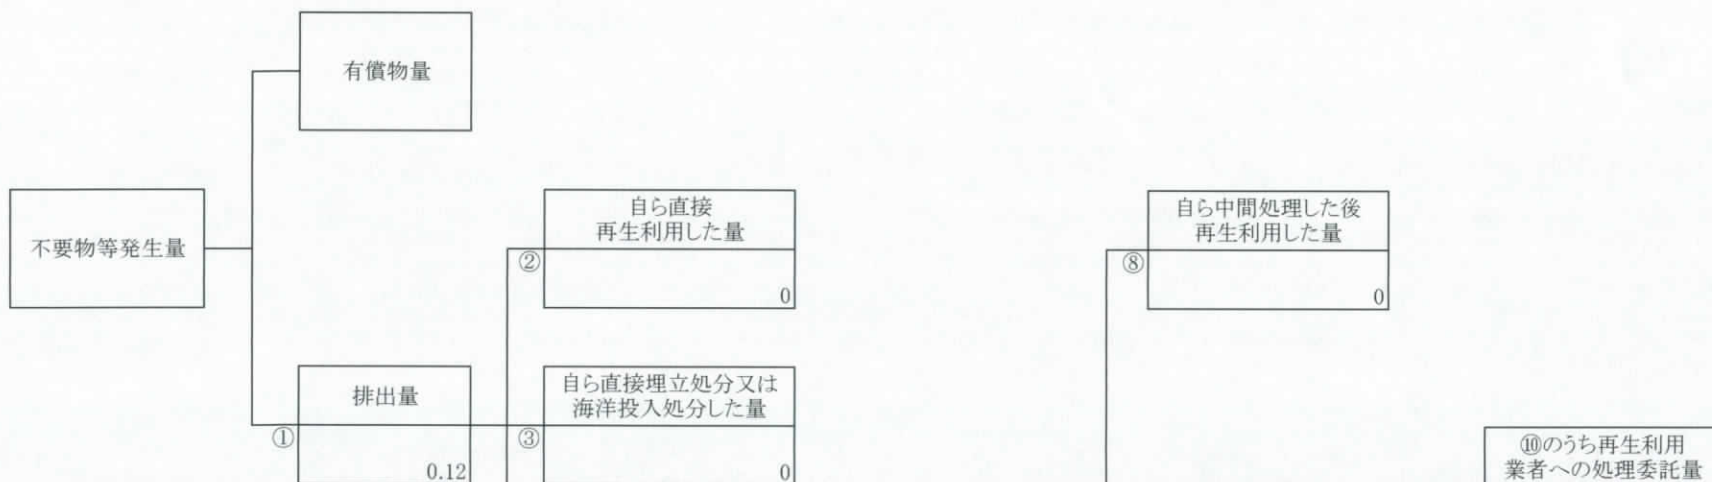 有償物量
不要物等発生量
自ら直接
再生利用した量
②
0
自ら中間処理した後
再生利用した量
⑧
0
排出量
①
0.12
自ら直接埋立処分又は
海洋投入処分した量
③
0
⑩のうち再生利用
業者への処理委託量